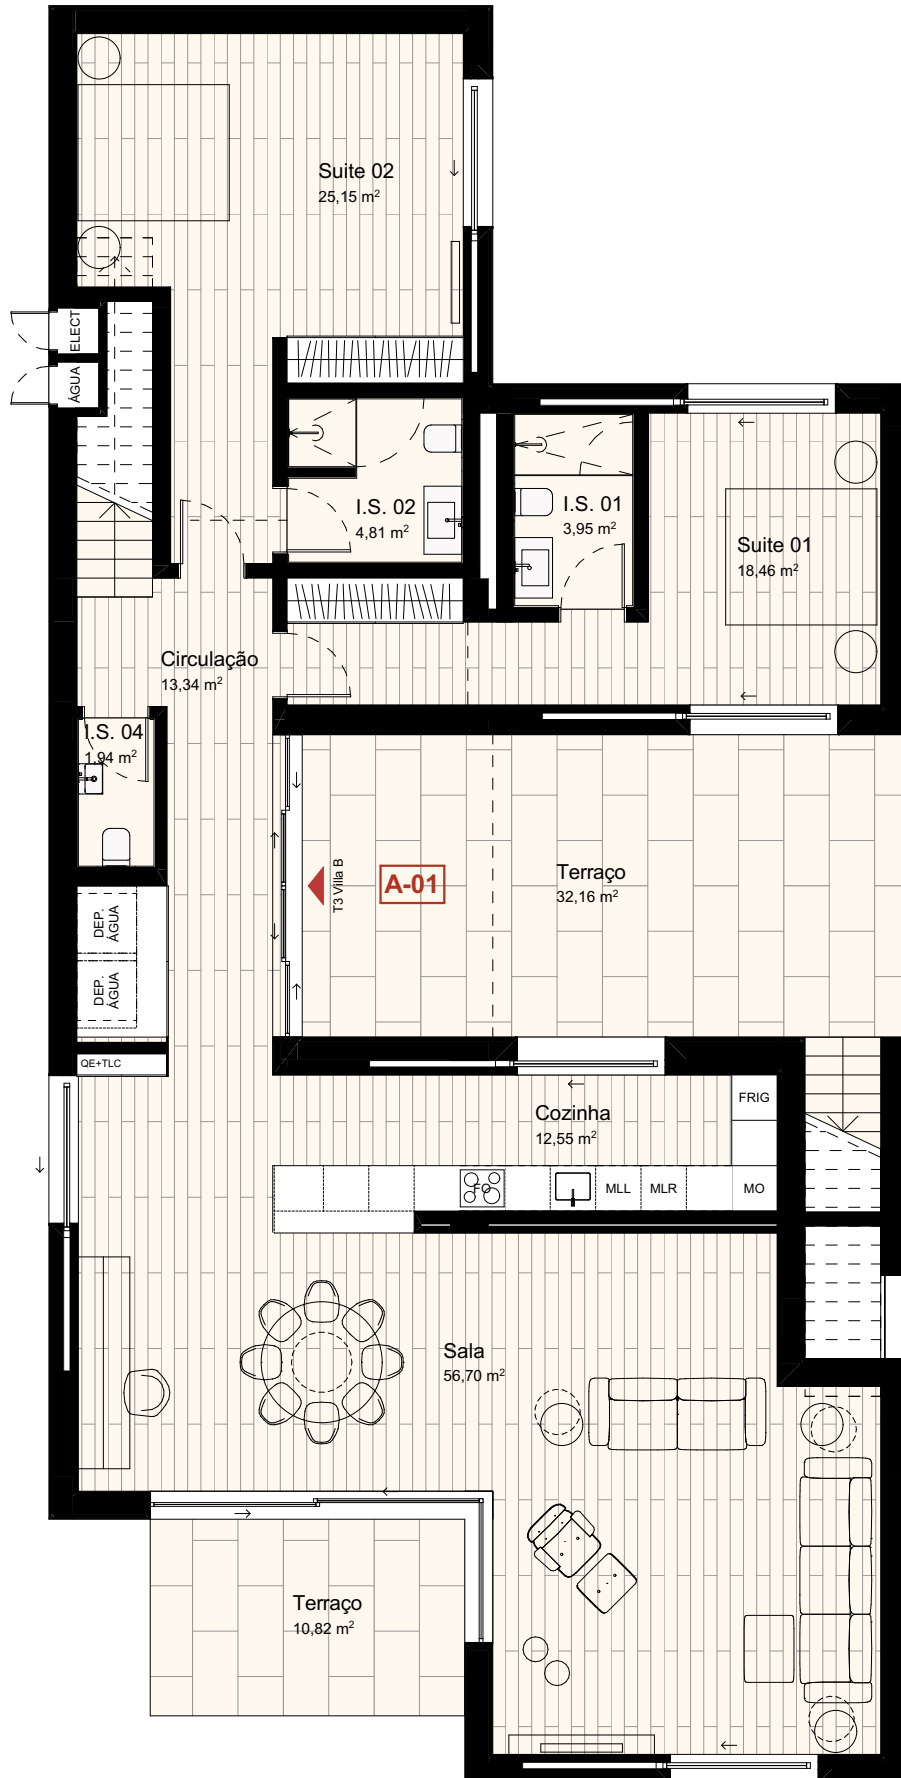 Suite 02
25,15 m²
ELECT
ÁGUA
I.S. 02
4,81 m²
I.S. 01
3,95 m²
Suite 01
18,46 m²
Circulação
13,34 m²
I.S. 04
1,94 m²
T3 Villa B
A-01
Terraço
32,16 m²
DEP.
ÁGUA
DEP.
ÁGUA
QE+TLC
FRIG
Cozinha
12,55 m²
FO
MLL
MLR
MO
Sala
56,70 m²
Terraço
10,82 m²